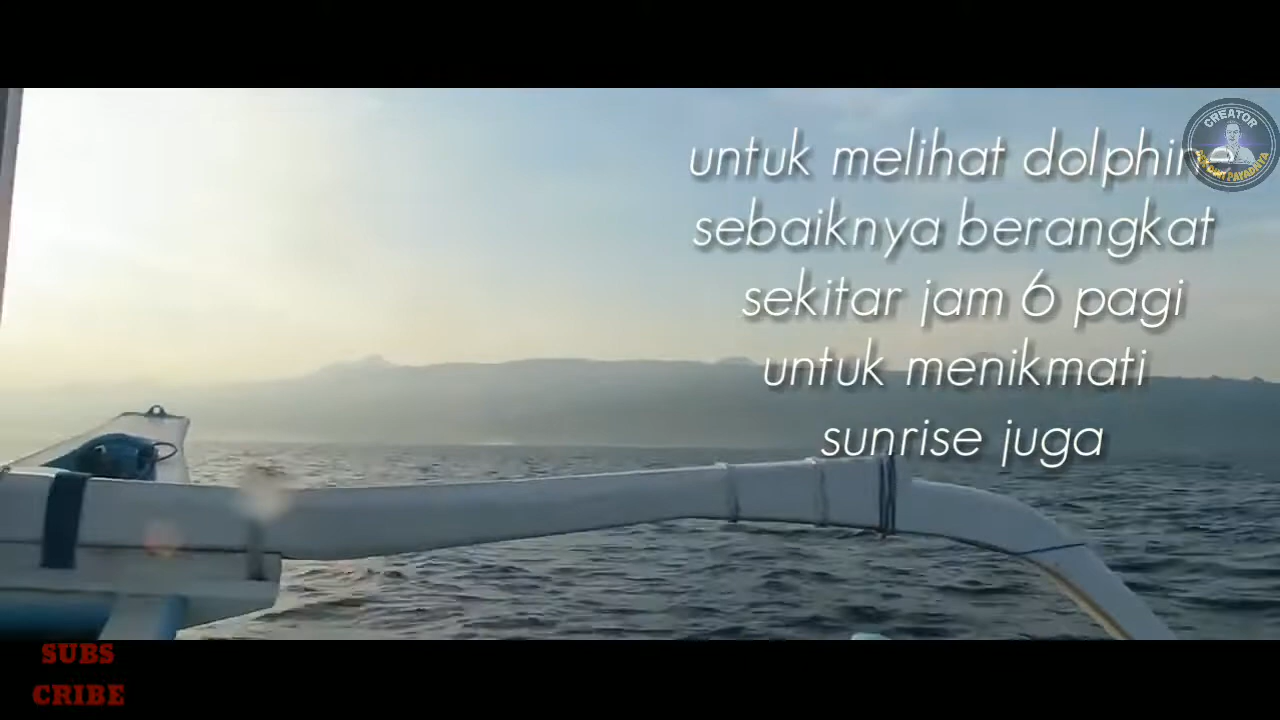 untuk melihat dolphin
sebaiknya berangkat
sekitar jam 6 pagi
untuk menikmati
sunrise juga
CREATOR
SUBS
CRIBE